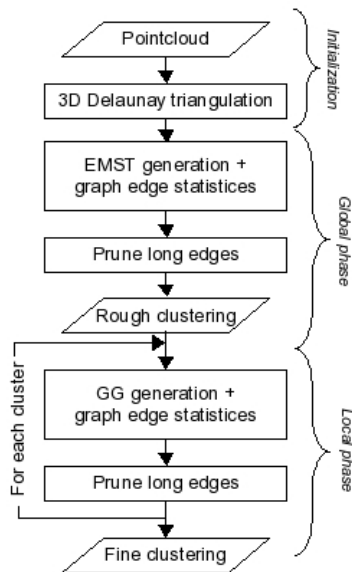 Pointcloud
3D Delaunay triangulation
EMST generation +
graph edge statistices
Prune long edges
Rough clustering
GG generation +
graph edge statistices
Prune long edges
Fine clustering
For each cluster
Initialization
Global phase
Local phase